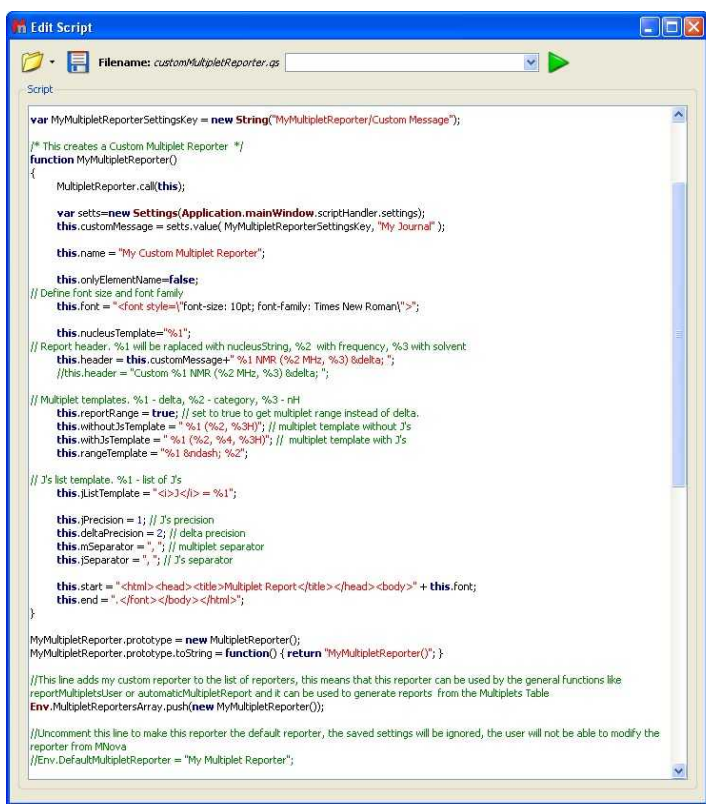 Edit Script
Filename: customMultipletReporter.qs
Script
var MyMultipletReporterSettingsKey = new String("MyMultipletReporter/Custom Message");
/* This creates a Custom Multiplet Reporter */
function MyMultipletReporter()
{
MultipletReporter.call(this);
var setts=new Settings(Application.mainWindow.scriptHandler.settings);
this.customMessage = setts.value( MyMultipletReporterSettingsKey, "My Journal" );
this.name = "My Custom Multiplet Reporter";
this.onlyElementName=false;
// Define font size and font family
this.font = "<font style=\"font-size: 10pt; font-family: Times New Roman\">";
this.nucleusTemplate="%1";
// Report header. %1 will be raplaced with nucleusString, %2 with frequency, %3 with solvent
this.header = this.customMessage+" %1 NMR (%2 MHz, %3) &delta; ";
//this.header = "Custom %1 NMR (%2 MHz, %3) &delta; ";
// Multiplet templates. %1 - delta, %2 - category, %3 - nH
this.reportRange = true; // set to true to get multiplet range instead of delta.
this.withoutJsTemplate = " %1 (%2, %3H)"; // multiplet template without J's
this.withJsTemplate = " %1 (%2, %4, %3H)"; // multiplet template with J's
this.rangeTemplate = "%1 &ndash; %2";
// J's list template. %1 - list of J's
this.jListTemplate = "<i>J</i> = %1";
this.jPrecision = 1; // J's precision
this.deltaPrecision = 2; // delta precision
this.mSeparator = ", "; // multiplet separator
this.jSeparator = ", "; // J's separator
this.start = "<html><head><title>Multiplet Report</title></head><body>" + this.font;
this.end = ".</font></body></html>";
}
MyMultipletReporter.prototype = new MultipletReporter();
MyMultipletReporter.prototype.toString = function() { return "MyMultipletReporter()"; }
//This line adds my custom reporter to the list of reporters, this means that this reporter can be used by the general functions like
reportMultipletsUser or automaticMultipletReport and it can be used to generate reports from the Multiplets Table
Env.MultipletReportersArray.push(new MyMultipletReporter());
//Uncomment this line to make this reporter the default reporter, the saved settings will be ignored, the user will not be able to modify the
reporter from MNova
//Env.DefaultMultipletReporter = "My Multiplet Reporter";